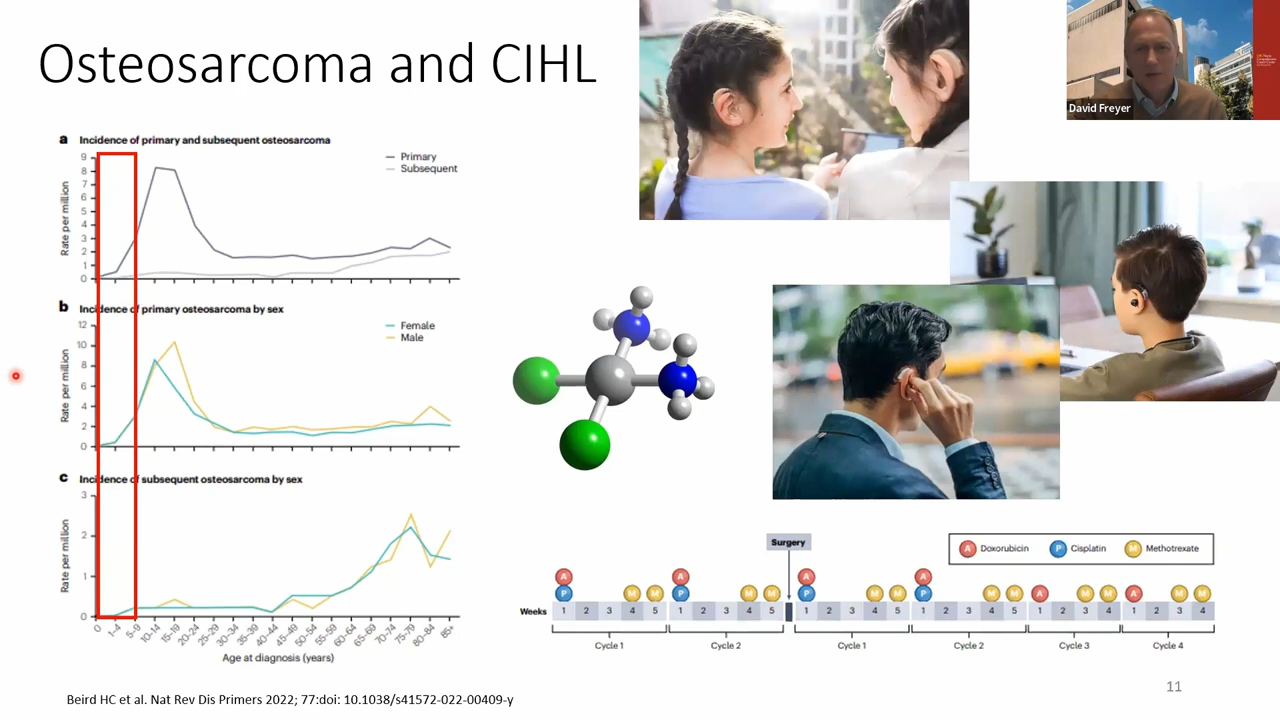 Osteosarcoma and CIHL
David Freyer
a Incidence of primary and subsequent osteosarcoma
Primary
Subsequent
Rate per million
9
8
7
6
5
4
3
2
1
0
b Incidence of primary osteosarcoma by sex
Female
Male
Rate per million
12
10
8
6
4
2
0
c Incidence of subsequent osteosarcoma by sex
Rate per million
3
2
1
0
0 1-4 5-9 10-14 15-19 20-24 25-29 30-34 35-39 40-44 45-49 50-54 55-59 60-64 65-69 70-74 75-79 80-84 85+
Age at diagnosis (years)
Surgery
A Doxorubicin P Cisplatin M Methotrexate
A A A A
P M M P M M P M M P M M A M M A M M
Weeks 1 2 3 4 5 1 2 3 4 5 1 2 3 4 5 1 2 3 4 5 1 2 3 4 1 2 3 4
Cycle 1 Cycle 2 Cycle 1 Cycle 2 Cycle 3 Cycle 4
Beird HC et al. Nat Rev Dis Primers 2022; 77:doi: 10.1038/s41572-022-00409-y
11